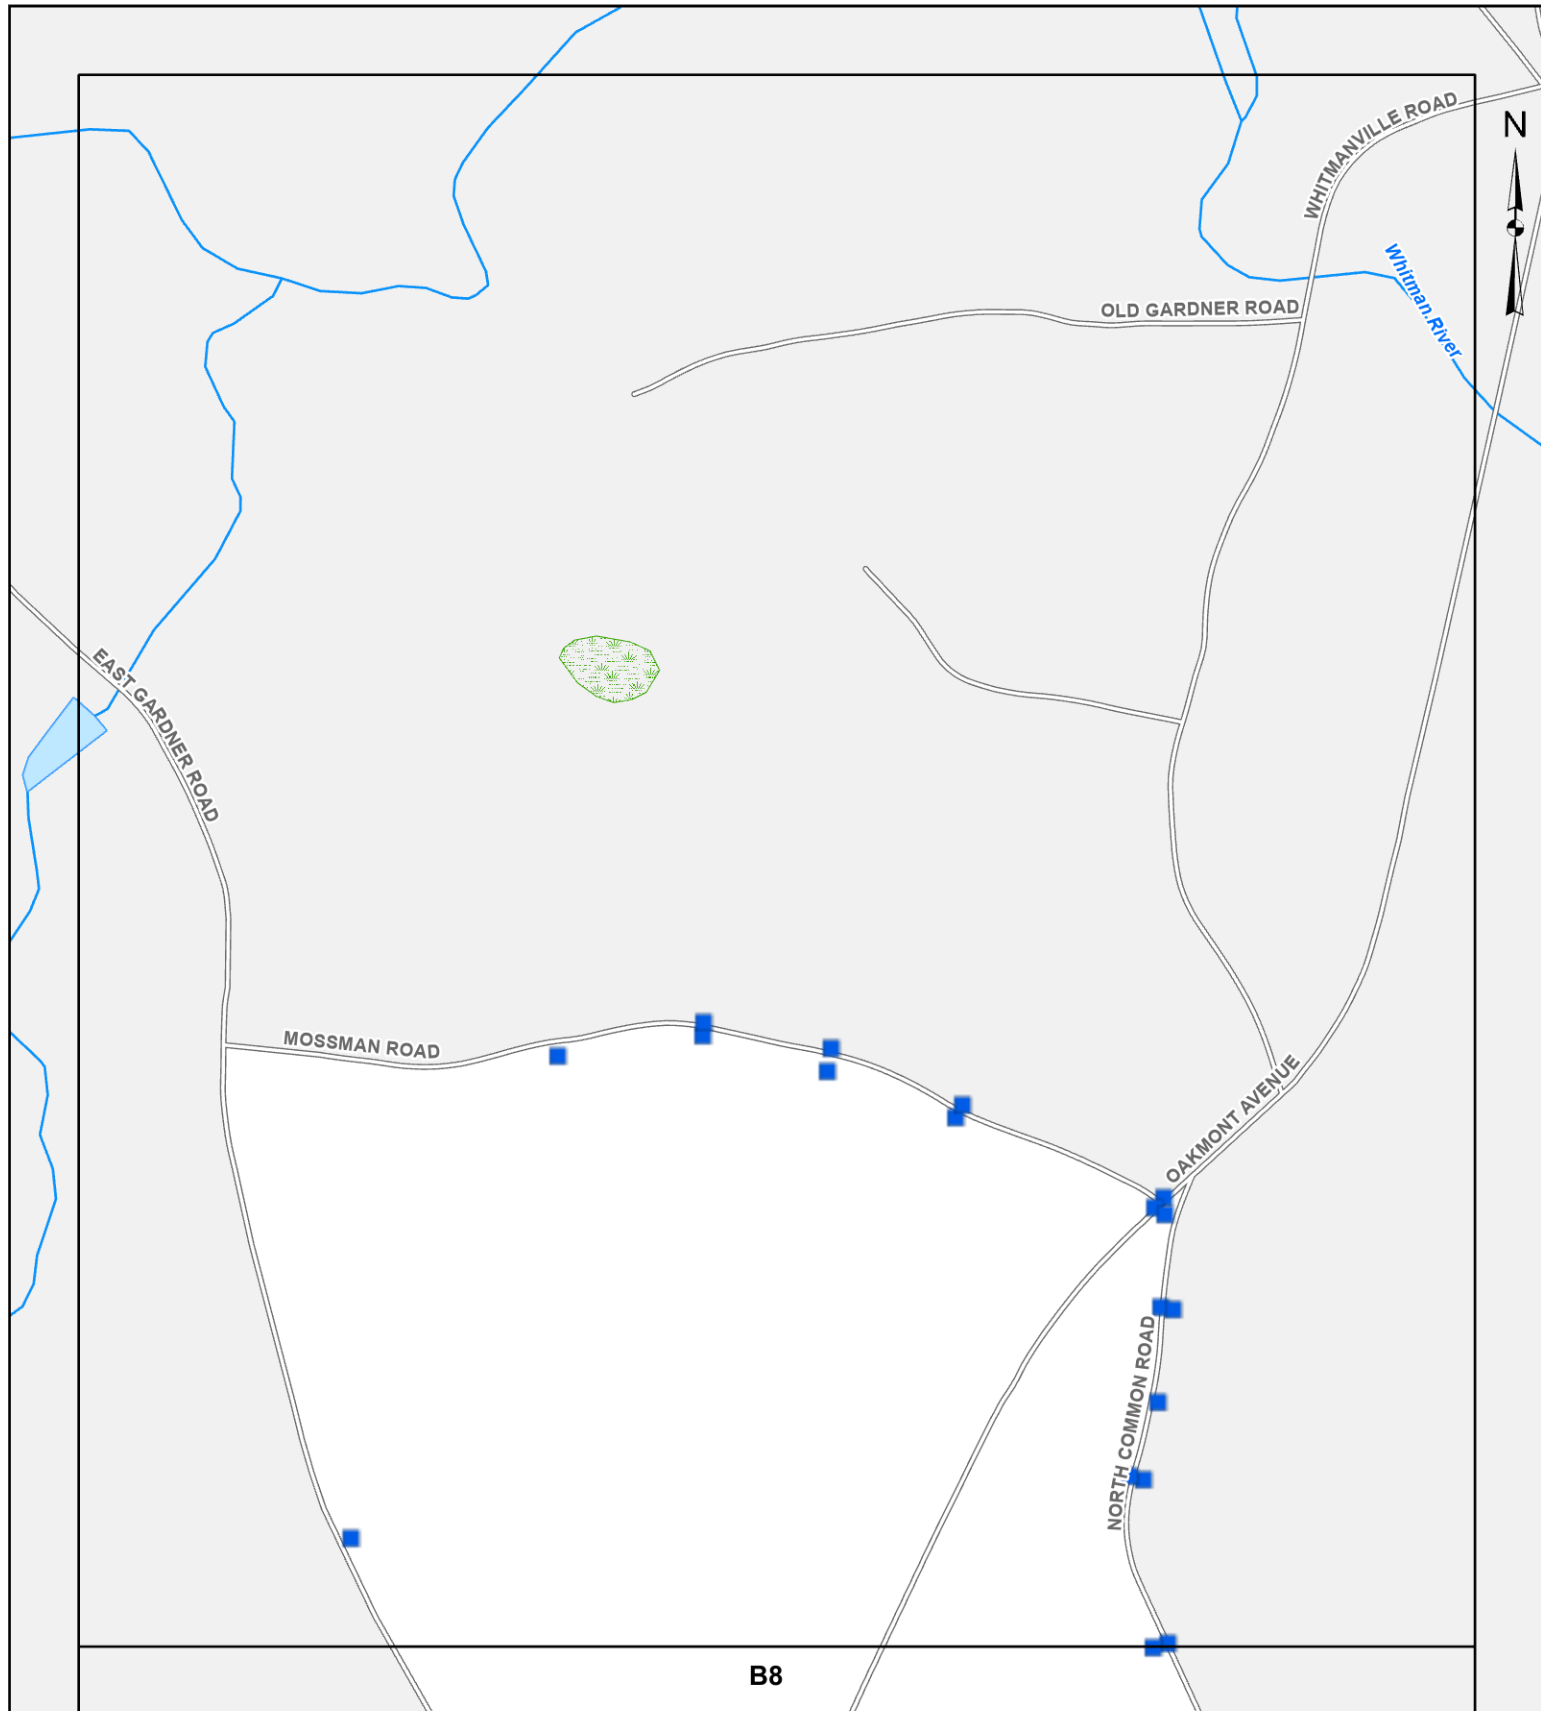 WHITMANVILLE ROAD
N
Whitman River
OLD GARDNER ROAD
EAST GARDNER ROAD
MOSSMAN ROAD
OAKMONT AVENUE
NORTH COMMON ROAD
B8